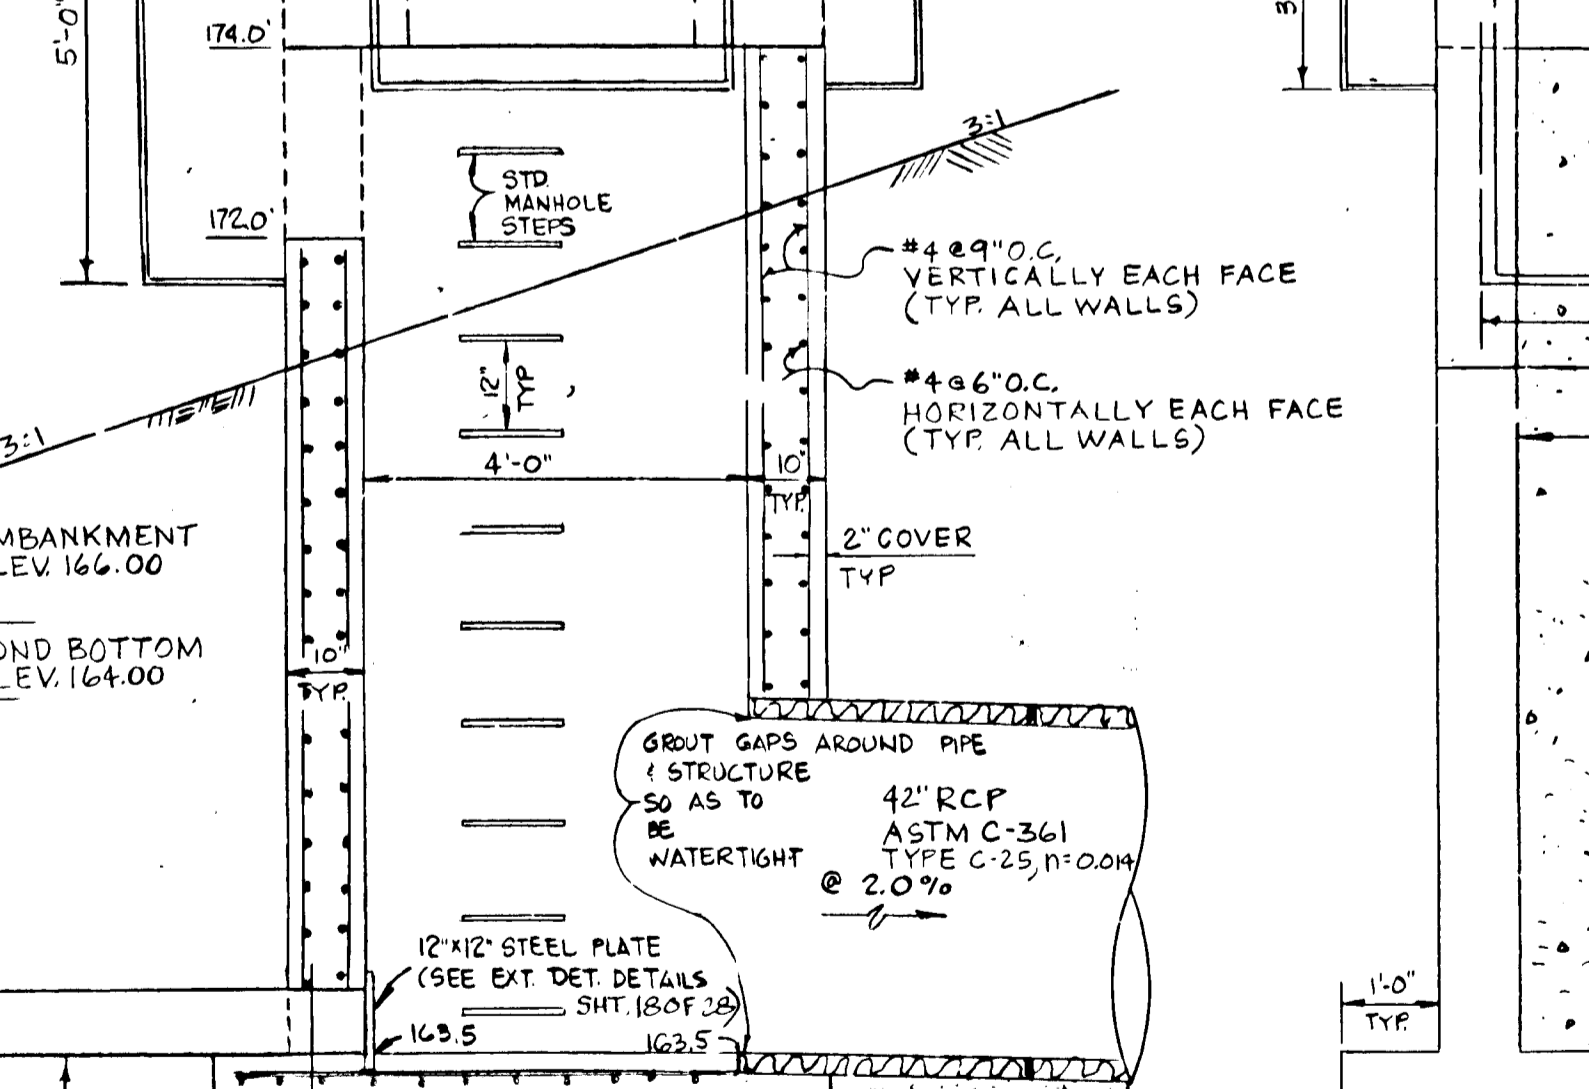 5'-0"
174.0'
3
3:1
STD.
MANHOLE
STEPS
172.0'
#4 @ 9" O.C.
VERTICALLY EACH FACE
(TYP. ALL WALLS)
12"
TYP
#4 @ 6" O.C.
HORIZONTALLY EACH FACE
(TYP. ALL WALLS)
3:1
4'-0"
10"
TYP.
MBANKMENT
LEV. 166.00
2" COVER
TYP
OND BOTTOM
LEV. 164.00
10"
TYP.
GROUT GAPS AROUND PIPE
& STRUCTURE
SO AS TO
BE
WATERTIGHT
42" RCP
ASTM C-361
TYPE C-25, n=0.014
@ 2.0%
12"x12" STEEL PLATE
(SEE EXT. DET. DETAILS
SHT. 18 OF 28)
163.5
163.5
1'-0"
TYP.